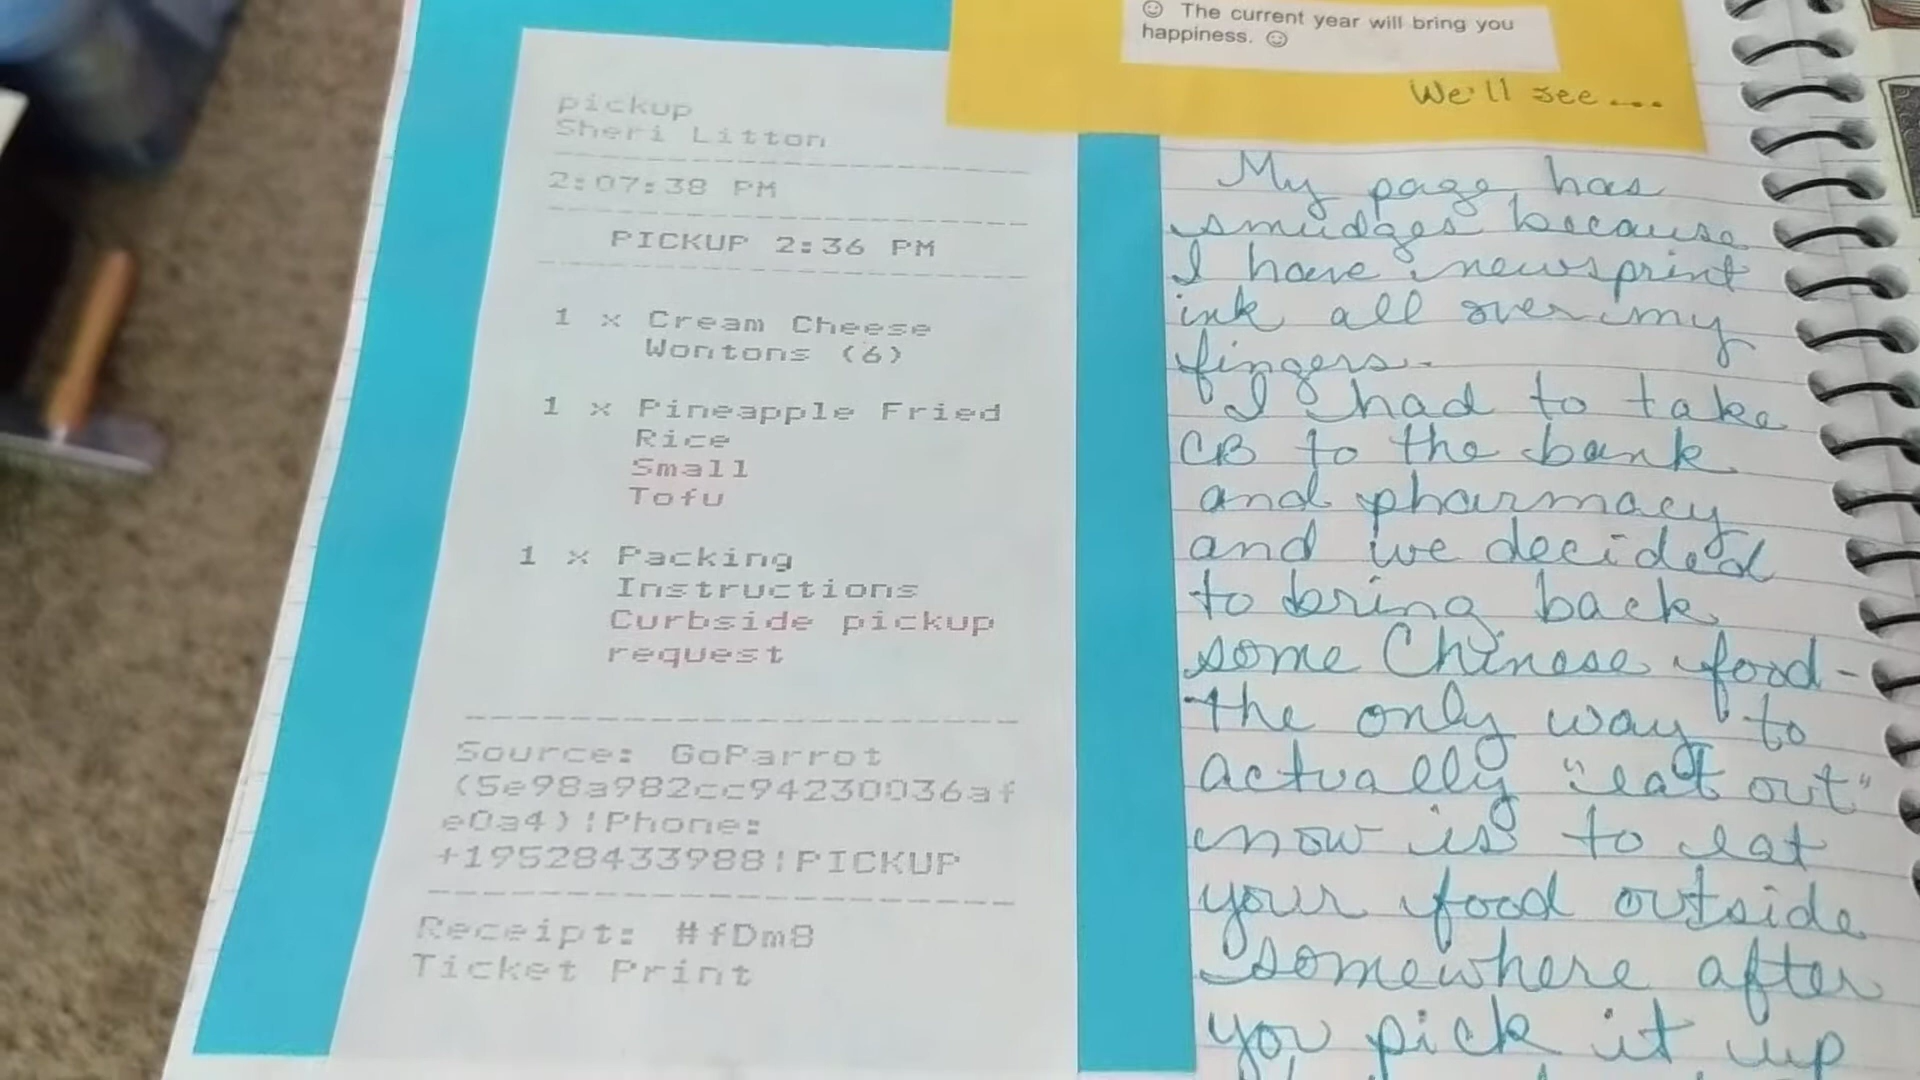 ☺ The current year will bring you
happiness. ☺
We'll see....
pickup
Sheri Litton
2:07:38 PM
PICKUP 2:36 PM
1 x Cream Cheese
Wontons (6)
1 x Pineapple Fried
Rice
Small
Tofu
1 x Packing
Instructions
Curbside pickup
request
Source: GoParrot
(5e98a982cc94230036af
e0a4)|Phone:
+19528433988|PICKUP
Receipt: #fDm8
Ticket Print
My page has
smudges because
I have newsprint
ink all over my
fingers.
I had to take
CB to the bank
and pharmacy
and we decided
to bring back
some Chinese food-
the only way to
actually "eat out"
now is to eat
your food outside
somewhere after
you pick it up